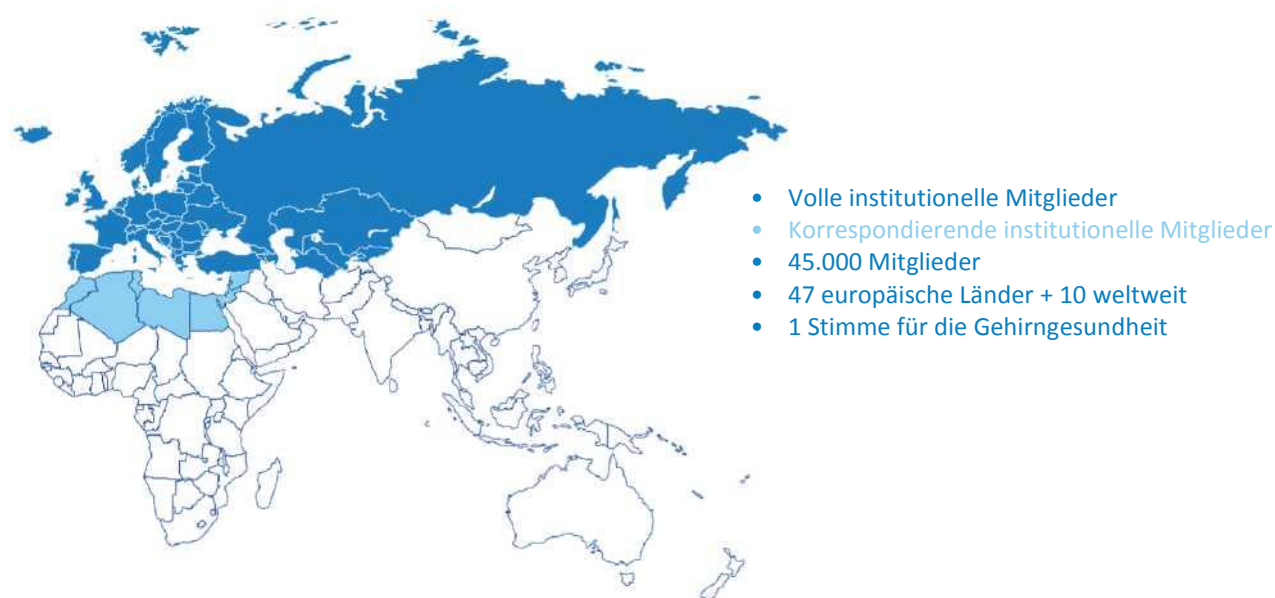 • Volle institutionelle Mitglieder
• Korrespondierende institutionelle Mitglieder
• 45.000 Mitglieder
• 47 europäische Länder + 10 weltweit
• 1 Stimme für die Gehirngesundheit